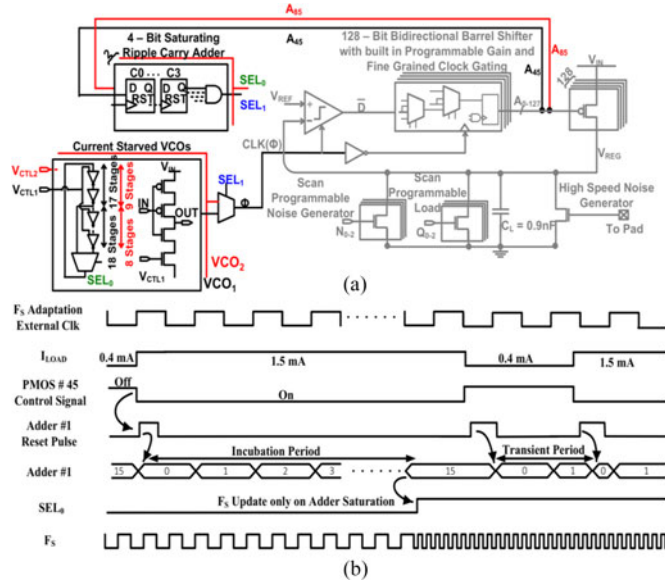 A85
A45
4 – Bit Saturating
Ripple Carry Adder
128 – Bit Bidirectional Barrel Shifter
with built in Programmable Gain and
Fine Grained Clock Gating
A45
A85
C0 ... C3
D Q D Q
RST RST
SEL0
SEL1
VREF
D
A0-127
128
VIN
VREG
CLK(Φ)
Current Starved VCOs
VCTL2
VCTL1
17 Stages
9 Stages
18 Stages
8 Stages
VIN
IN
OUT
VCTL1
SEL1
Φ
SEL0
VCO2
VCO1
Scan Programmable
Noise Generator
N0-2
Scan Programmable
Load
Q0-2
CL = 0.9nF
High Speed Noise
Generator
To Pad
(a)
FS Adaptation
External Clk
ILOAD
0.4 mA 1.5 mA 0.4 mA 1.5 mA
PMOS # 45
Control Signal
Off On
Adder #1
Reset Pulse
Incubation Period
Transient Period
Adder #1
15 0 1 2 3 15 0 1 0 1
FS Update only on Adder Saturation
SEL0
FS
(b)